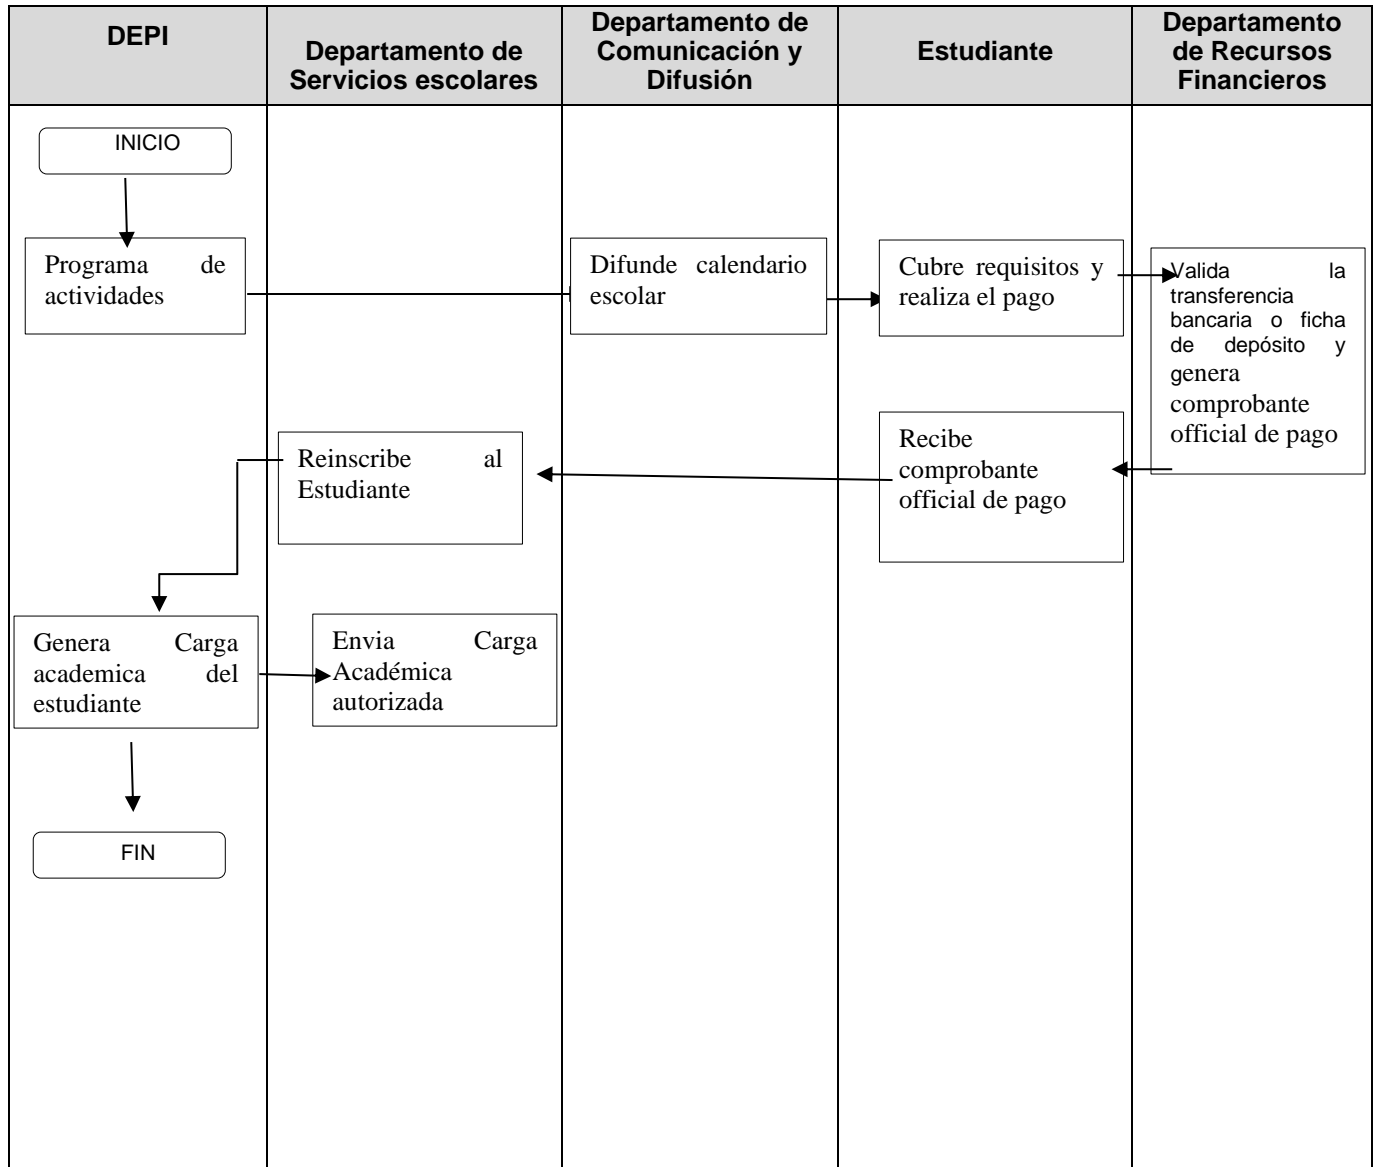 DEPI
Departamento de
Servicios escolares
Departamento de
Comunicación y
Difusión
Estudiante
Departamento
de Recursos
Financieros
INICIO
Programa de
actividades
Difunde calendario
escolar
Cubre requisitos y
realiza el pago
Valida la
transferencia
bancaria o ficha
de depósito y
genera
comprobante
official de pago
Recibe
comprobante
official de pago
Reinscribe al
Estudiante
Genera Carga
academica del
estudiante
Envia Carga
Académica
autorizada
FIN